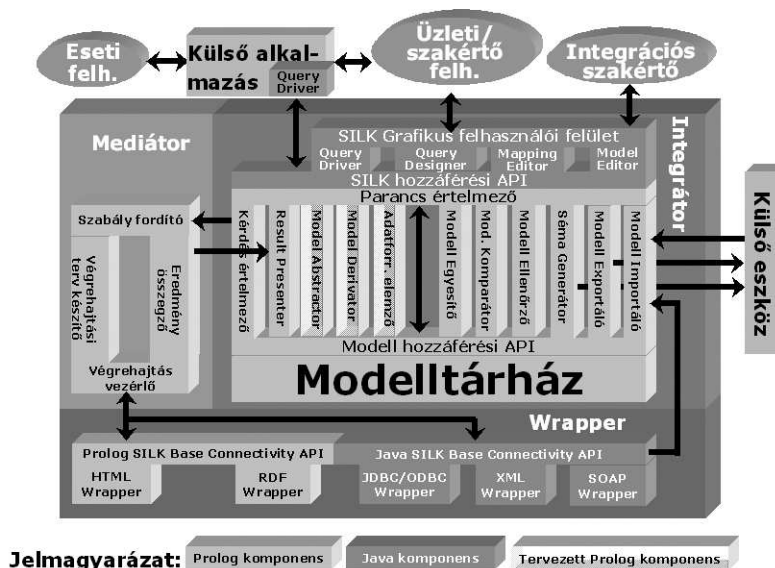 Eseti
felh.
Külső alkal-
mazás
Query
Driver
Üzleti/
szakértő
felh.
Integrációs
szakértő
Mediátor
Integrátor
SILK Grafikus felhasználói felület
Query
Driver
Query
Designer
Mapping
Editor
Model
Editor
SILK hozzáférési API
Parancs értelmező
Szabály fordító
Végrehajtási
terv készítő
Eredmény
összegző
Végrehajtás
vezérlő
Kérdés értelmező
Result Presenter
Model Abstractor
Model Derivator
Adatforr. elemző
Modell Egyesítő
Mod. Komparátor
Modell Ellenőrző
Séma Generátor
Modell Exportáló
Modell Importáló
Külső eszköz
Modell hozzáférési API
Modelltárház
Wrapper
Prolog SILK Base Connectivity API
Java SILK Base Connectivity API
HTML
Wrapper
RDF
Wrapper
JDBC/ODBC
Wrapper
XML
Wrapper
SOAP
Wrapper
Jelmagyarázat:
Prolog komponens
Java komponens
Tervezett Prolog komponens